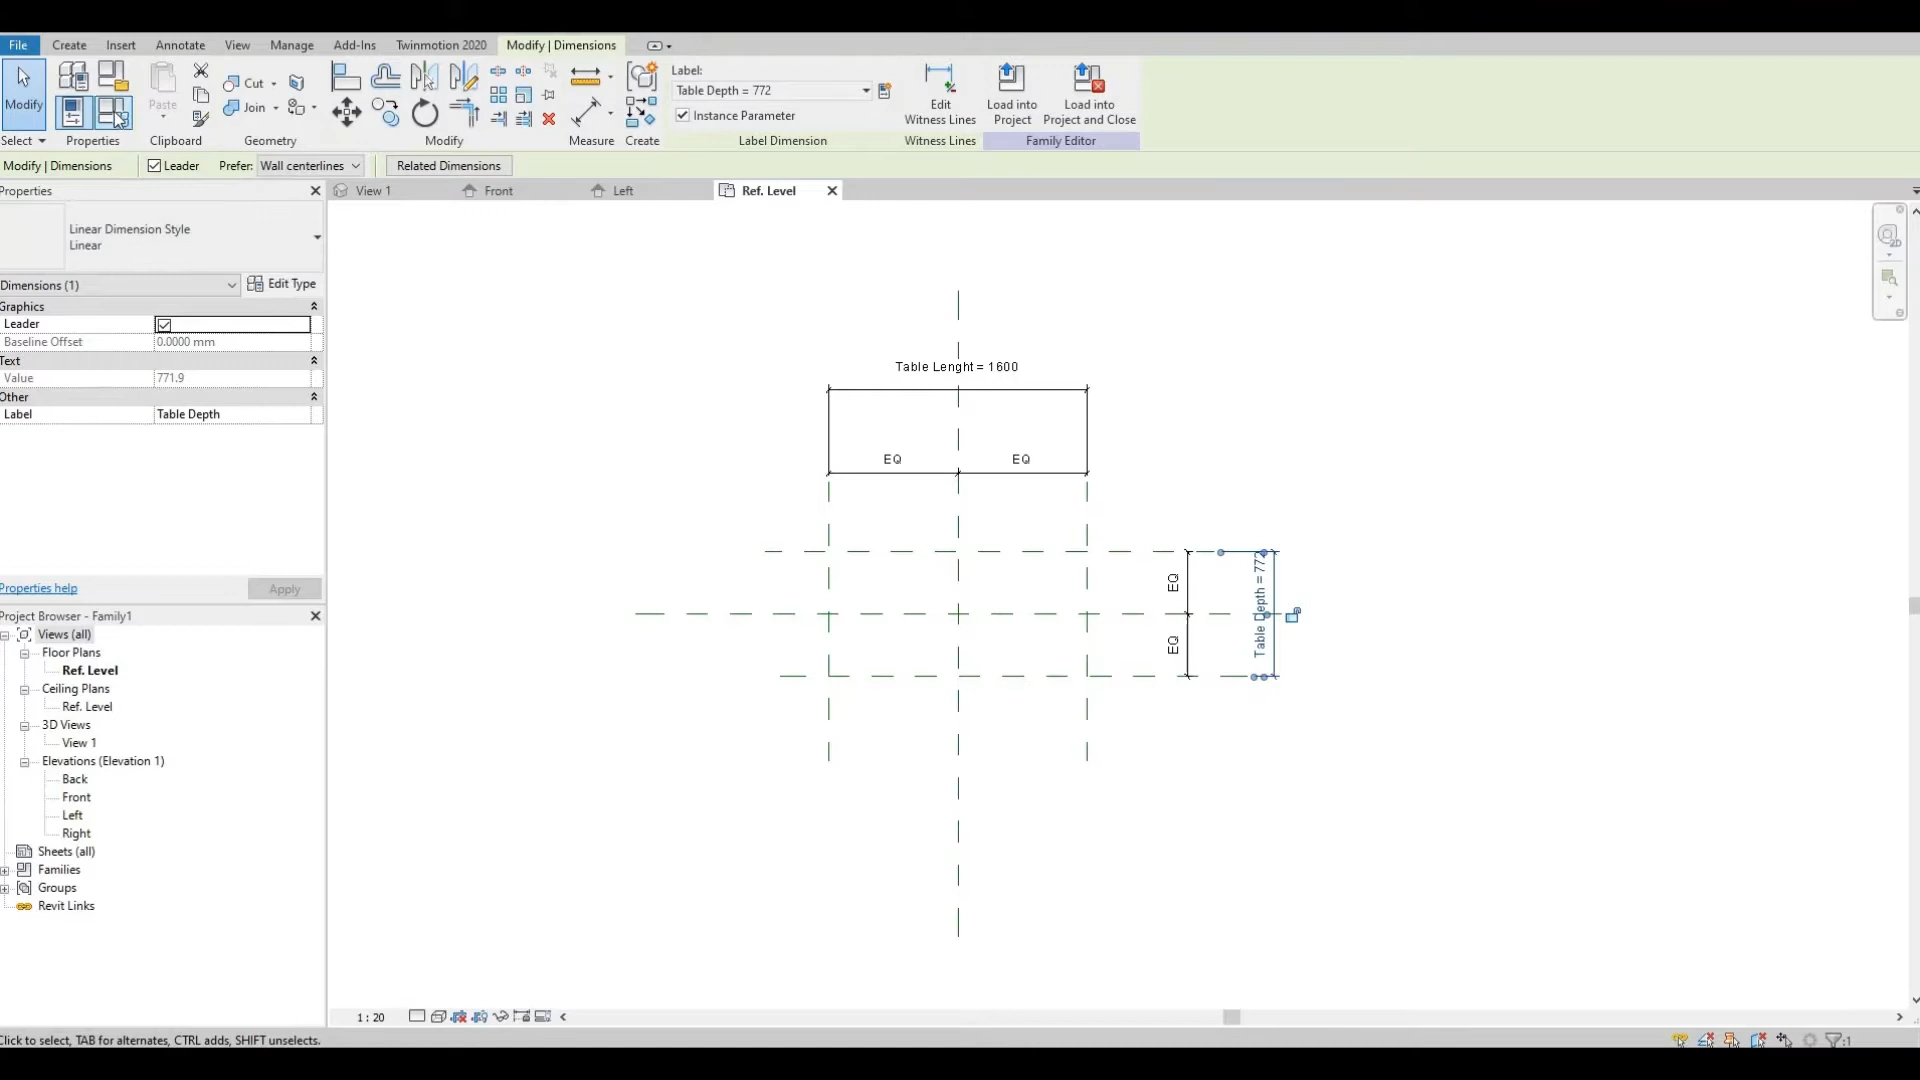 File Create Insert Annotate View Manage Add-Ins Twinmotion 2020 Modify | Dimensions
Modify
Paste
Cut
Join
Label:
Table Depth = 772
Instance Parameter
Edit
Witness Lines
Load into
Project
Load into
Project and Close
Select Properties Clipboard Geometry Modify Measure Create Label Dimension Witness Lines Family Editor
Modify | Dimensions Leader Prefer: Wall centerlines Related Dimensions
Properties
View 1 Front Left Ref. Level
Linear Dimension Style
Linear
Dimensions (1) Edit Type
Graphics
Leader
Baseline Offset 0.0000 mm
Text
Value 771.9
Other
Label Table Depth
Properties help Apply
Project Browser - Family1
Views (all)
Floor Plans
Ref. Level
Ceiling Plans
Ref. Level
3D Views
View 1
Elevations (Elevation 1)
Back
Front
Left
Right
Sheets (all)
Families
Groups
Revit Links
2D
Table Lenght = 1600
EQ EQ
EQ
EQ
Table Depth = 772
1 : 20
Click to select, TAB for alternates, CTRL adds, SHIFT unselects.
:1